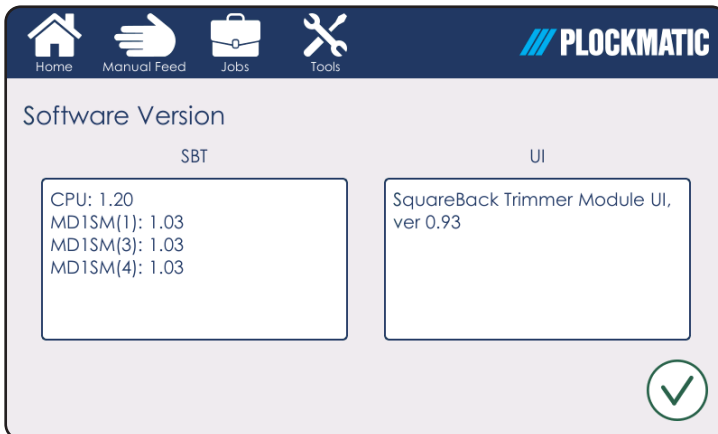 Home Manual Feed Jobs Tools
PLOCKMATIC
Software Version
SBT
CPU: 1.20
MD1SM(1): 1.03
MD1SM(3): 1.03
MD1SM(4): 1.03
UI
SquareBack Trimmer Module UI,
ver 0.93